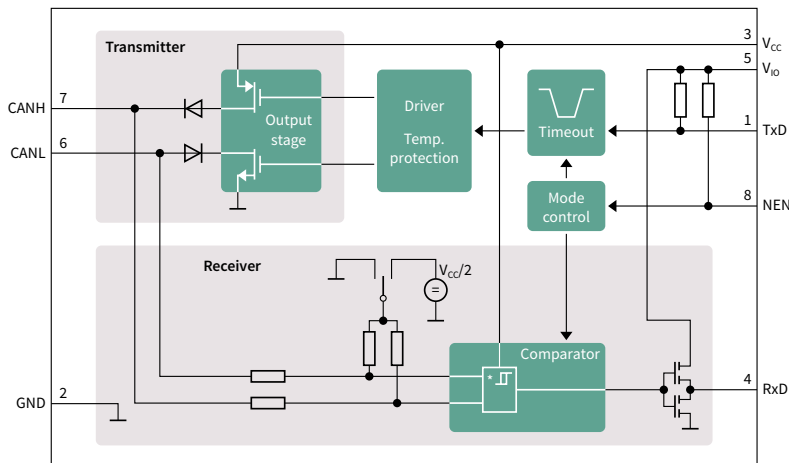 Transmitter
3
V_CC
5
V_IO
7
CANH
Driver
Output
stage
Temp.
protection
Timeout
1
TxD
6
CANL
Mode
control
8
NEN
Receiver
V_CC/2
=
Comparator
*
2
GND
4
RxD